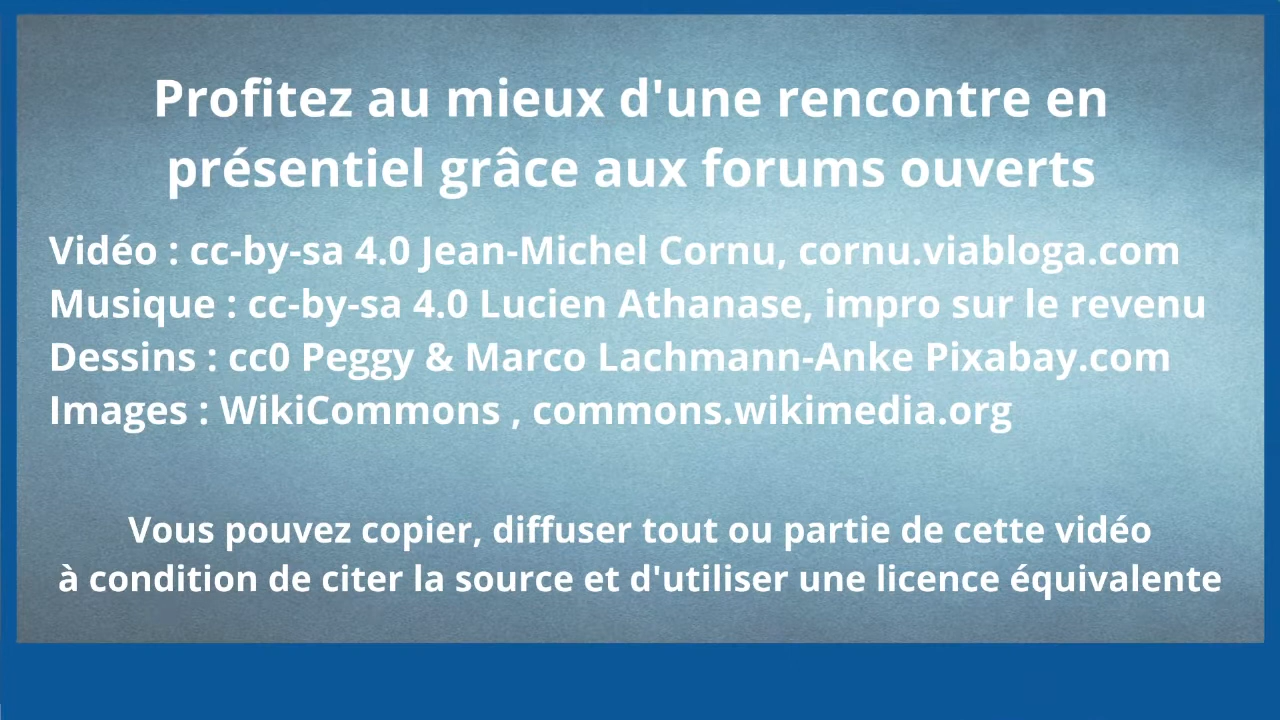 Profitez au mieux d'une rencontre en
présentiel grâce aux forums ouverts
Vidéo : cc-by-sa 4.0 Jean-Michel Cornu, cornu.viabloga.com
Musique : cc-by-sa 4.0 Lucien Athanase, impro sur le revenu
Dessins : cc0 Peggy & Marco Lachmann-Anke Pixabay.com
Images : WikiCommons , commons.wikimedia.org
Vous pouvez copier, diffuser tout ou partie de cette vidéo
à condition de citer la source et d'utiliser une licence équivalente